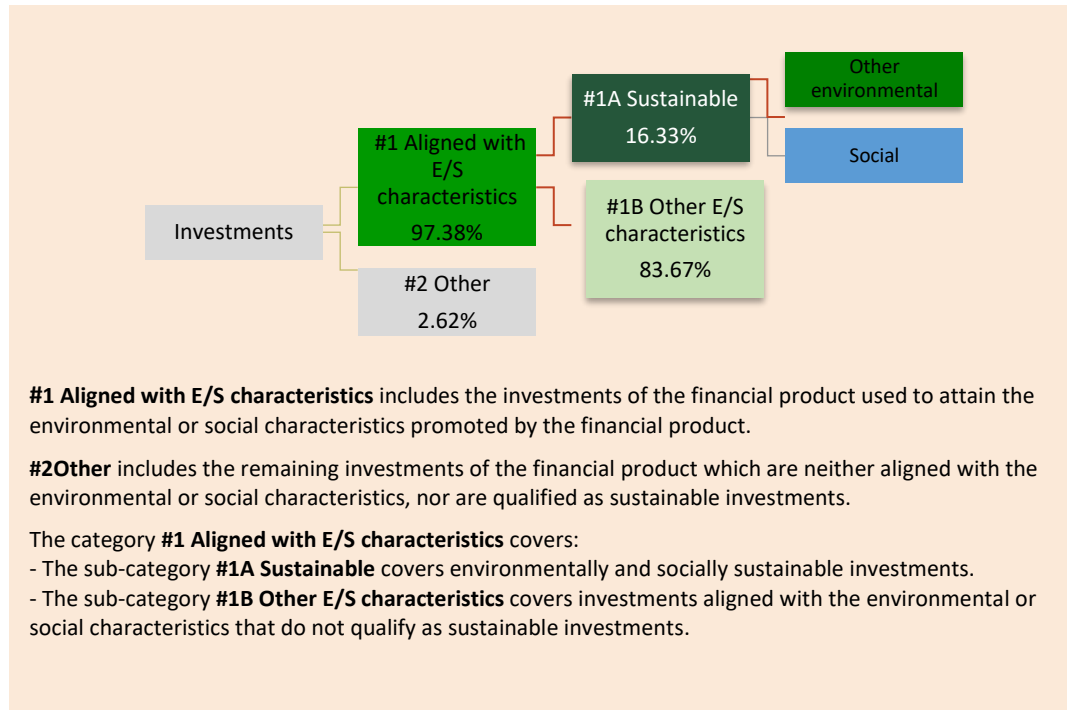 Investments
#1 Aligned with
E/S
characteristics
97.38%
#2 Other
2.62%
#1A Sustainable
16.33%
#1B Other E/S
characteristics
83.67%
Other
environmental
Social
#1 Aligned with E/S characteristics includes the investments of the financial product used to attain the
environmental or social characteristics promoted by the financial product.
#2Other includes the remaining investments of the financial product which are neither aligned with the
environmental or social characteristics, nor are qualified as sustainable investments.
The category #1 Aligned with E/S characteristics covers:
- The sub-category #1A Sustainable covers environmentally and socially sustainable investments.
- The sub-category #1B Other E/S characteristics covers investments aligned with the environmental or
social characteristics that do not qualify as sustainable investments.